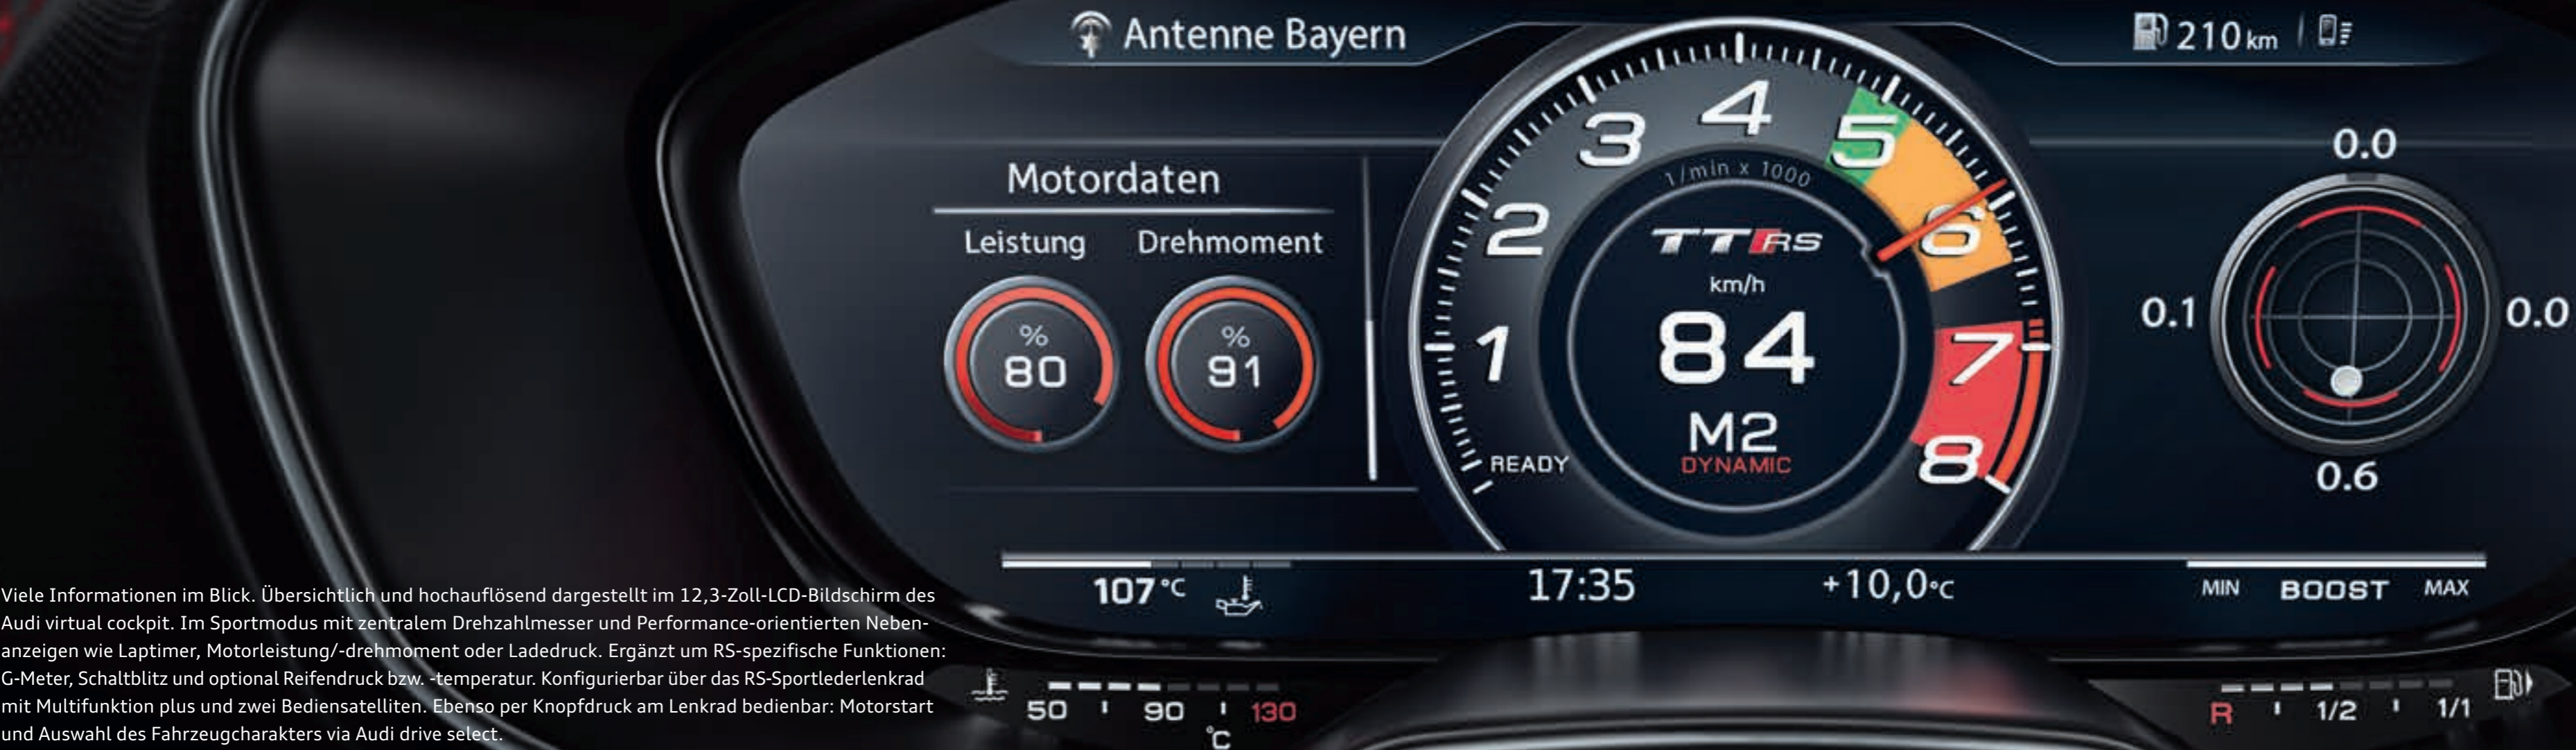 Antenne Bayern
210 km
Motordaten
Leistung Drehmoment
% 80
% 91
1 2 3 4 5 6 7 8
1/min x 1000
TT RS
km/h
84
M2
DYNAMIC
READY
0.0
0.1
0.0
0.6
107 °C
17:35
+10,0 °C
MIN BOOST MAX
50 90 130
°C
R 1/2 1/1
Viele Informationen im Blick. Übersichtlich und hochauflösend dargestellt im 12,3-Zoll-LCD-Bildschirm des
Audi virtual cockpit. Im Sportmodus mit zentralem Drehzahlmesser und Performance-orientierten Neben-
anzeigen wie Laptimer, Motorleistung/-drehmoment oder Ladedruck. Ergänzt um RS-spezifische Funktionen:
G-Meter, Schaltblitz und optional Reifendruck bzw. -temperatur. Konfigurierbar über das RS-Sportlederlenkrad
mit Multifunktion plus und zwei Bediensatelliten. Ebenso per Knopfdruck am Lenkrad bedienbar: Motorstart
und Auswahl des Fahrzeugcharakters via Audi drive select.